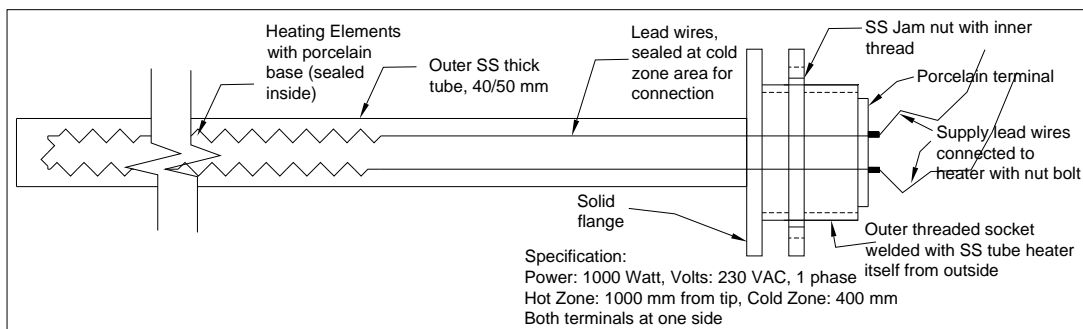 Heating Elements
with porcelain
base (sealed
inside)
Outer SS thick
tube, 40/50 mm
Lead wires,
sealed at cold
zone area for
connection
SS Jam nut with inner
thread
Porcelain terminal
Supply lead wires
connected to
heater with nut bolt
Solid
flange
Outer threaded socket
welded with SS tube heater
itself from outside
Specification:
Power: 1000 Watt, Volts: 230 VAC, 1 phase
Hot Zone: 1000 mm from tip, Cold Zone: 400 mm
Both terminals at one side